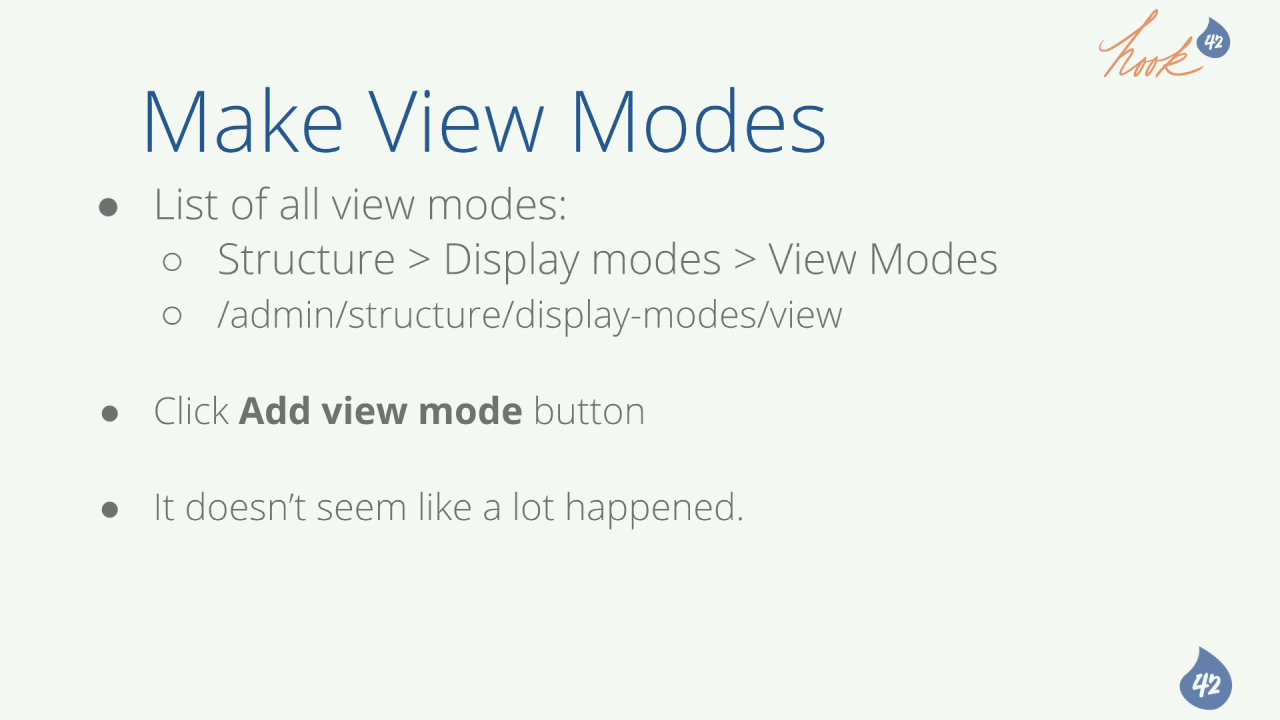 hook 42
Make View Modes
● List of all view modes:
○ Structure > Display modes > View Modes
○ /admin/structure/display-modes/view
● Click Add view mode button
● It doesn’t seem like a lot happened.
42